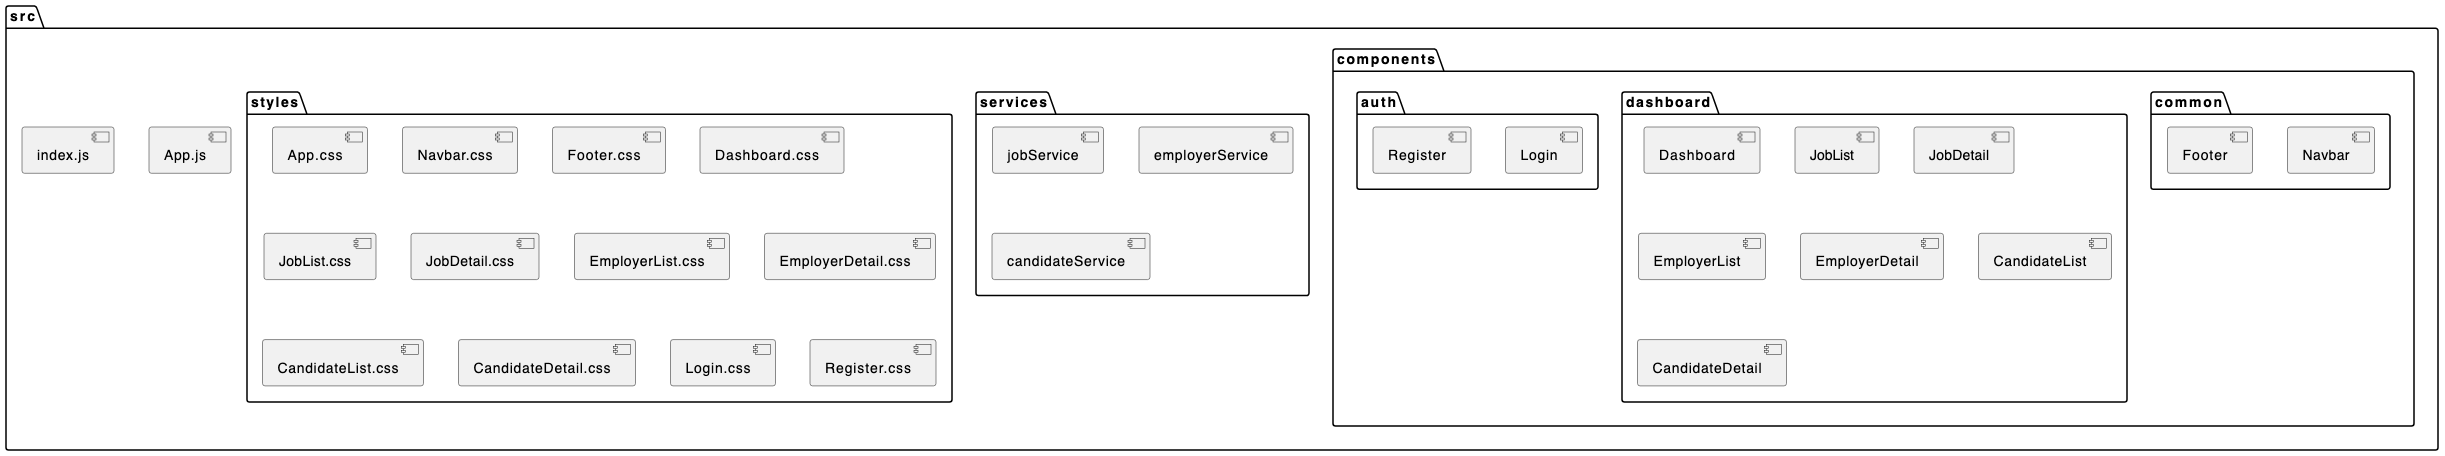 src
index.js
App.js
styles
App.css
Navbar.css
Footer.css
Dashboard.css
JobList.css
JobDetail.css
EmployerList.css
EmployerDetail.css
CandidateList.css
CandidateDetail.css
Login.css
Register.css
services
jobService
employerService
candidateService
components
auth
Register
Login
dashboard
Dashboard
JobList
JobDetail
EmployerList
EmployerDetail
CandidateList
CandidateDetail
common
Footer
Navbar